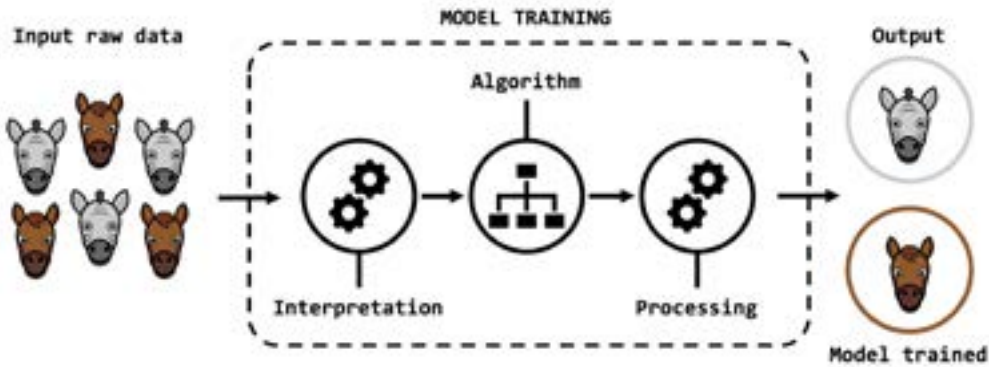 MODEL TRAINING
Input raw data
Output
Algorithm
Interpretation
Processing
Model trained